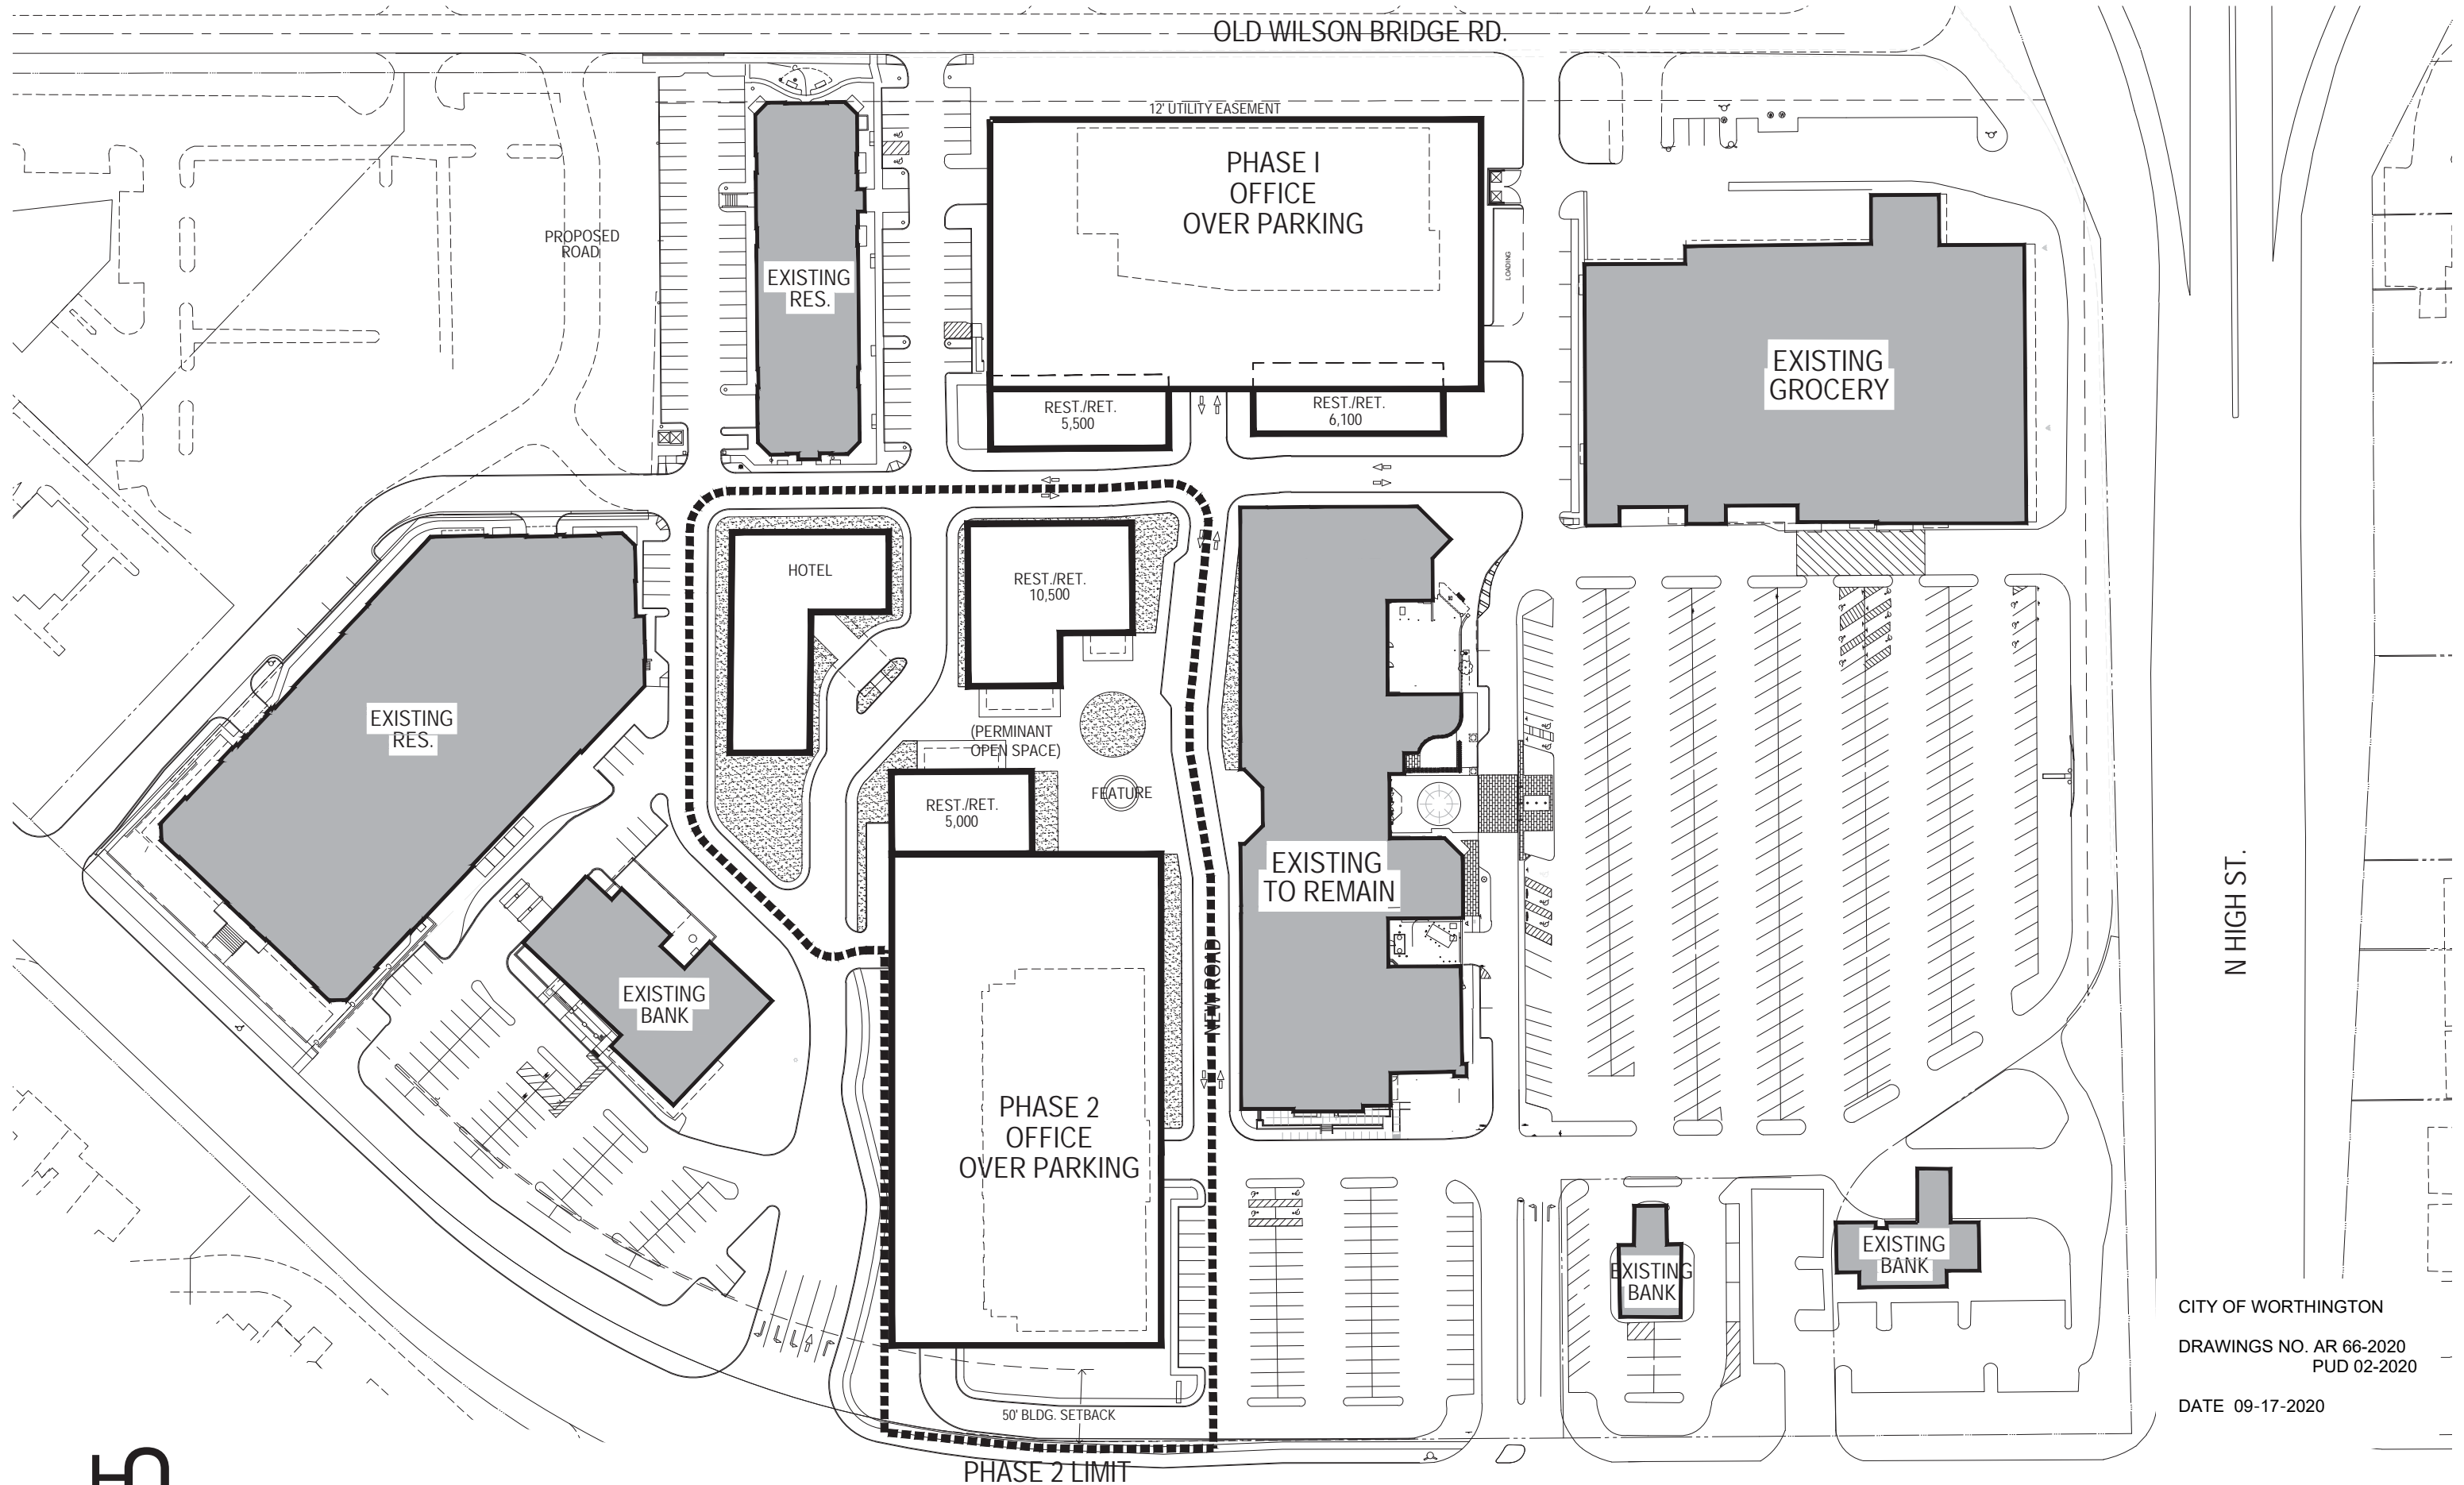 OLD WILSON BRIDGE RD.
12' UTILITY EASEMENT
PHASE I
OFFICE
OVER PARKING
PROPOSED
ROAD
EXISTING
RES.
LOADING
EXISTING
GROCERY
REST./RET.
5,500
REST./RET.
6,100
HOTEL
REST./RET.
10,500
EXISTING
RES.
(PERMINANT
OPEN SPACE)
FEATURE
REST./RET.
5,000
EXISTING
TO REMAIN
N HIGH ST.
NEW ROAD
EXISTING
BANK
PHASE 2
OFFICE
OVER PARKING
EXISTING
BANK
EXISTING
BANK
CITY OF WORTHINGTON
DRAWINGS NO. AR 66-2020
PUD 02-2020
DATE 09-17-2020
50' BLDG. SETBACK
PHASE 2 LIMIT